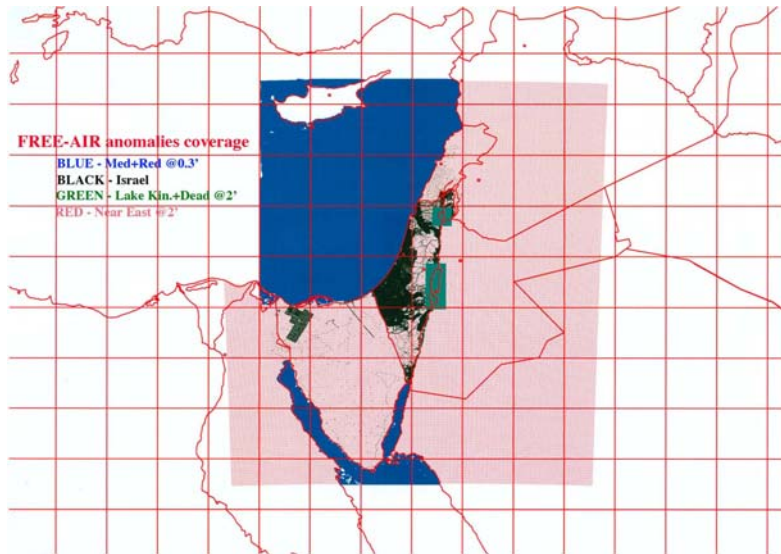 FREE-AIR anomalies coverage
BLUE - Med+Red @0.3'
BLACK - Israel
GREEN - Lake Kin.+Dead @2'
RED - Near East @2'